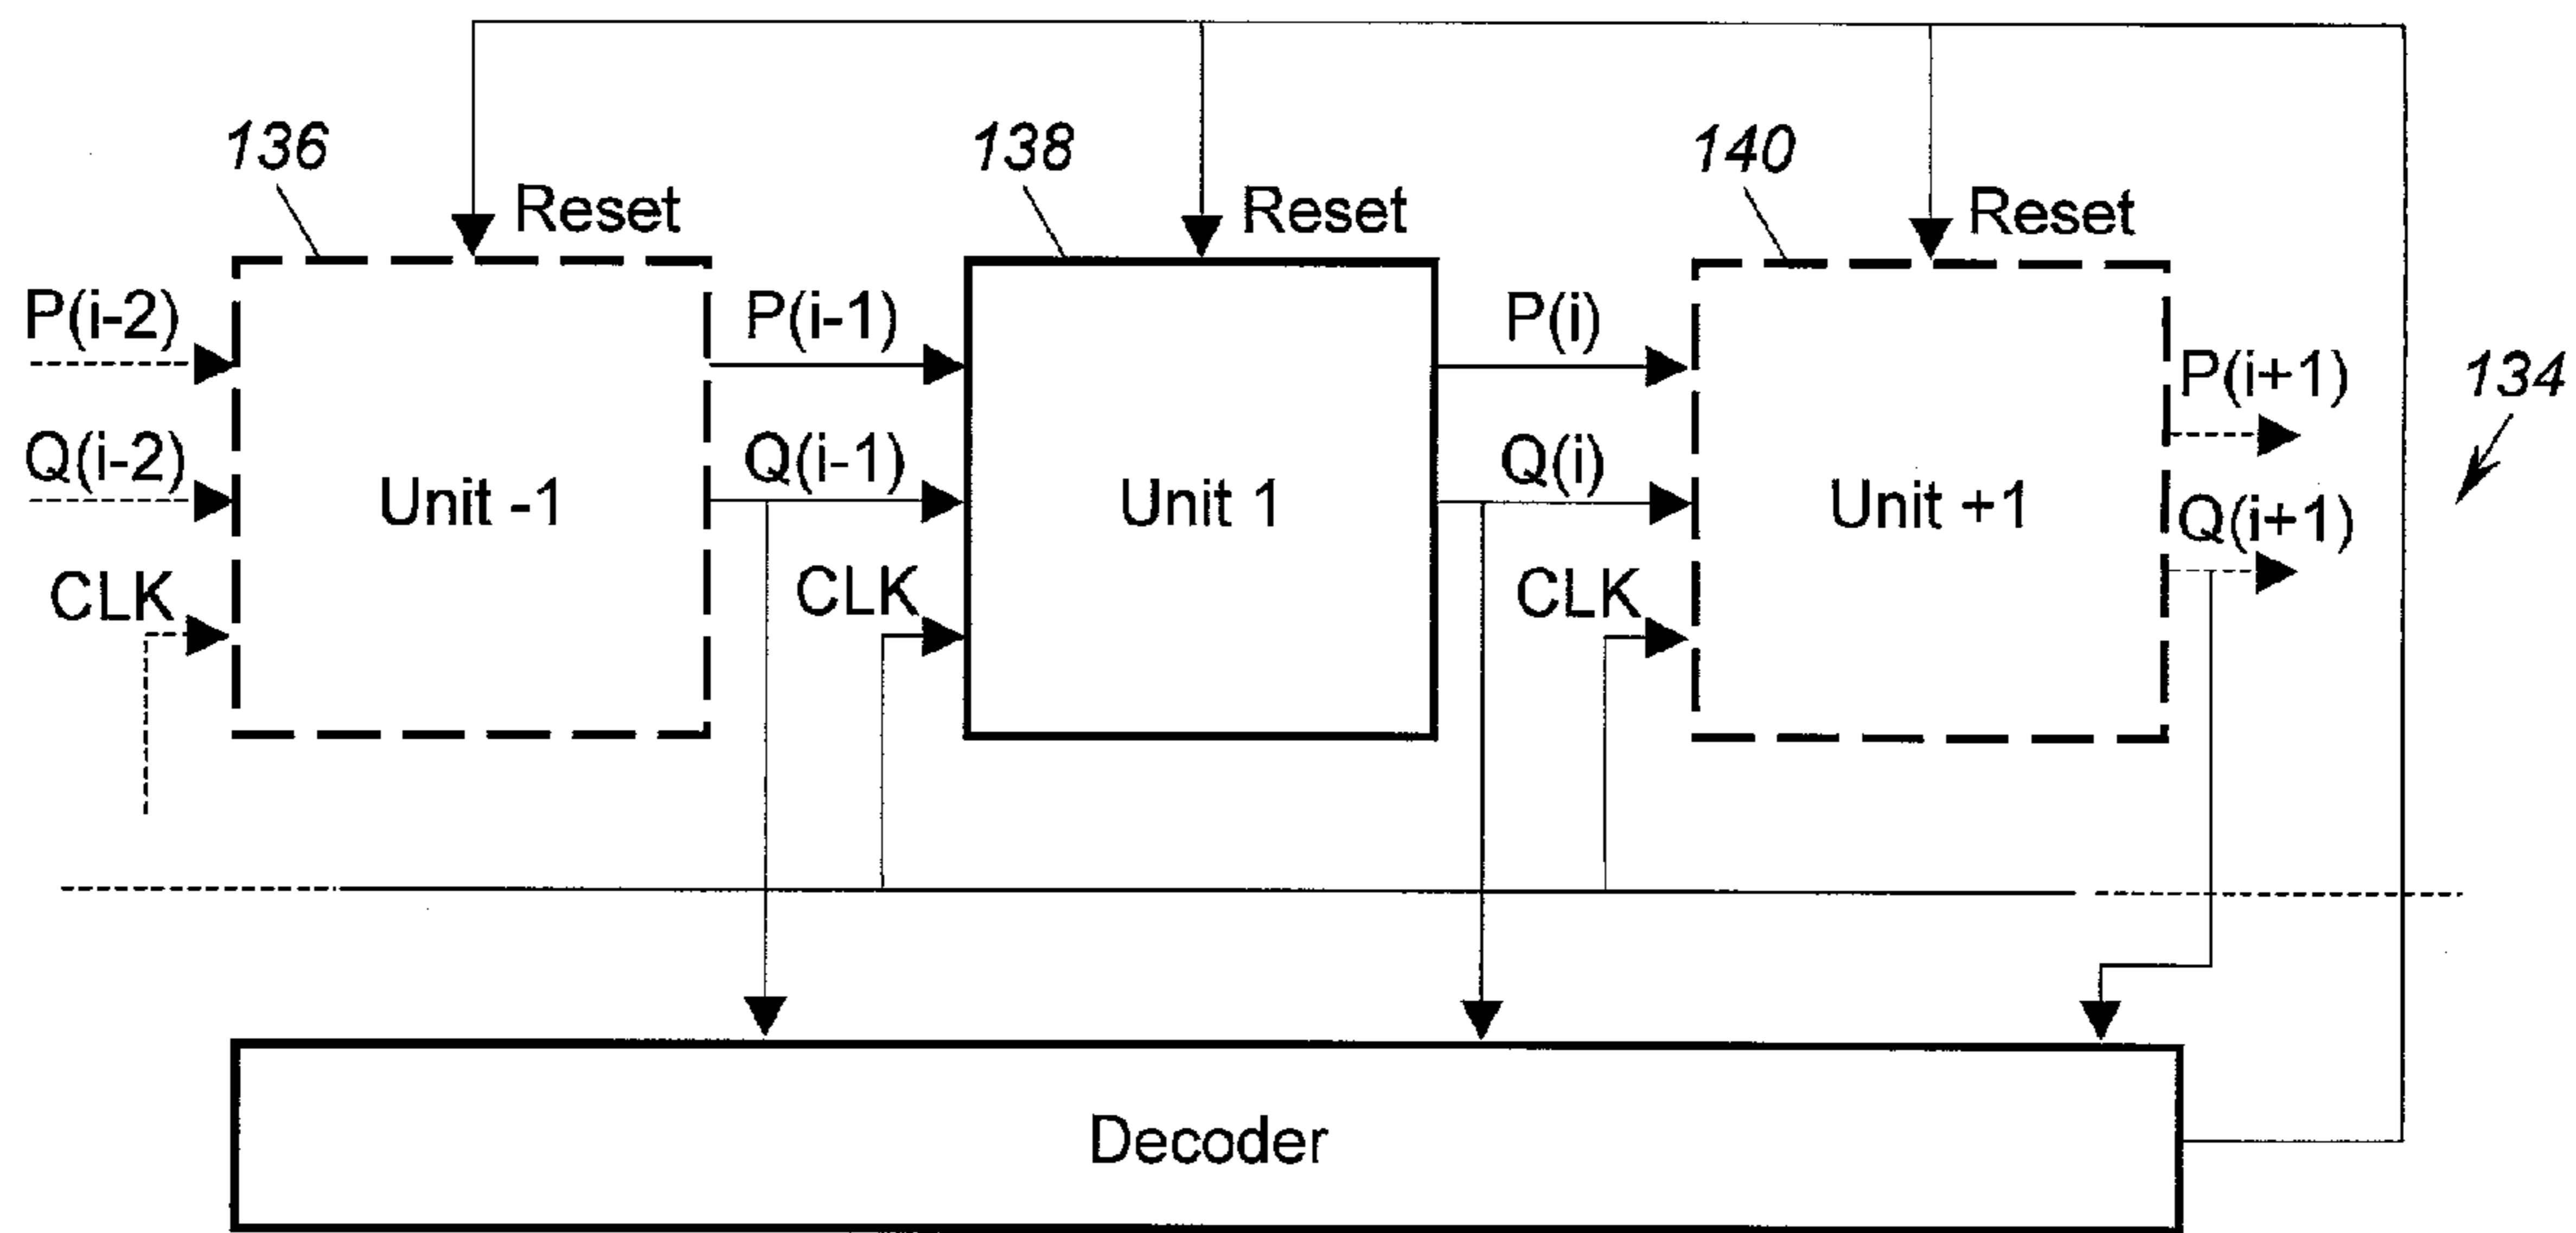 136
138
140
Reset
Reset
Reset
P(i-2)
P(i-1)
P(i)
P(i+1)
134
Q(i-2)
Unit -1
Q(i-1)
Unit 1
Q(i)
Unit +1
Q(i+1)
CLK
CLK
CLK
Decoder